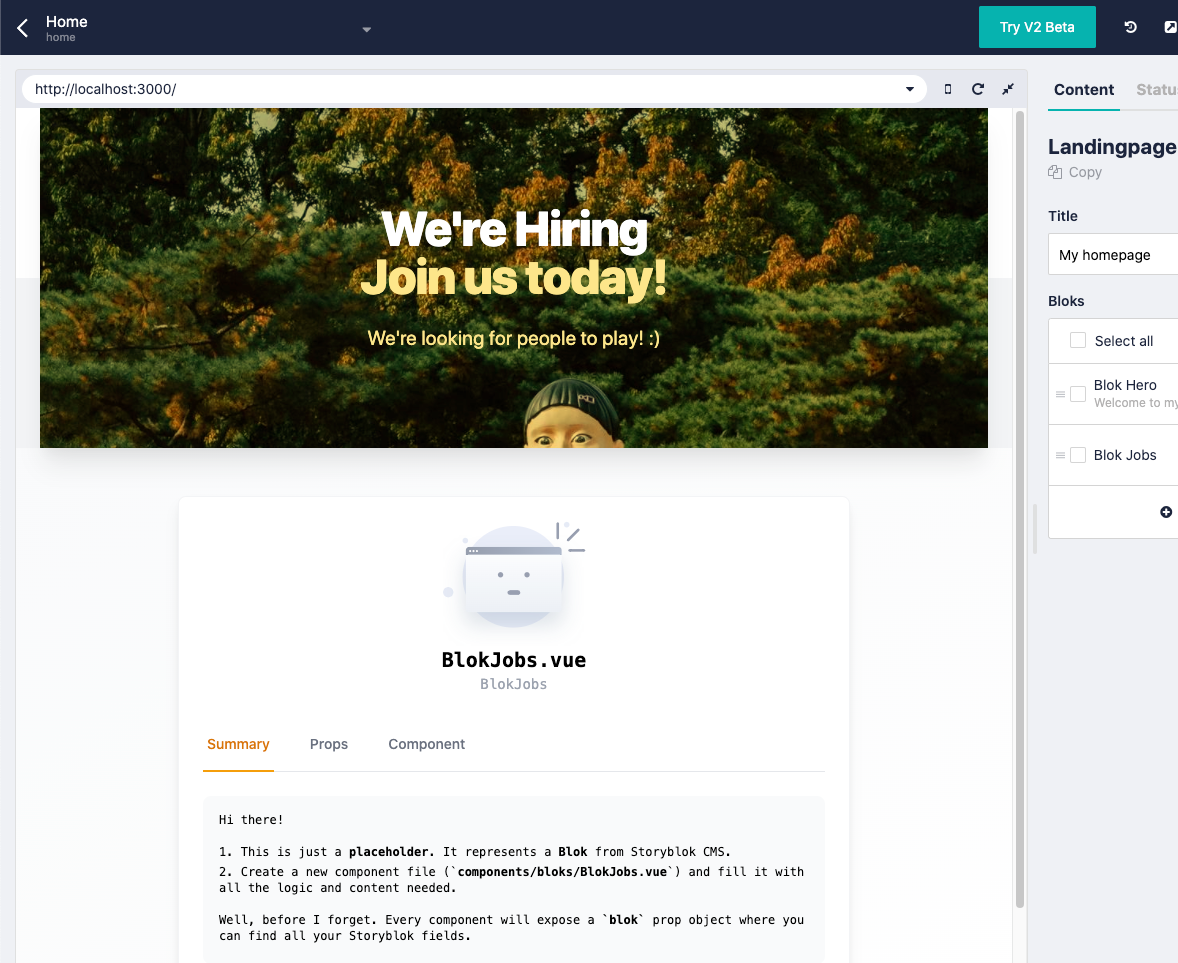 Home
home
Try V2 Beta
http://localhost:3000/
We're Hiring
Join us today!
We're looking for people to play! :)
BlokJobs.vue
BlokJobs
Summary Props Component
Hi there!
1. This is just a placeholder. It represents a Blok from Storyblok CMS.
2. Create a new component file (`components/bloks/BlokJobs.vue`) and fill it with
all the logic and content needed.
Well, before I forget. Every component will expose a `blok` prop object where you
can find all your Storyblok fields.
Content Statu
Landingpage
Copy
Title
My homepage
Bloks
Select all
Blok Hero
Welcome to my
Blok Jobs